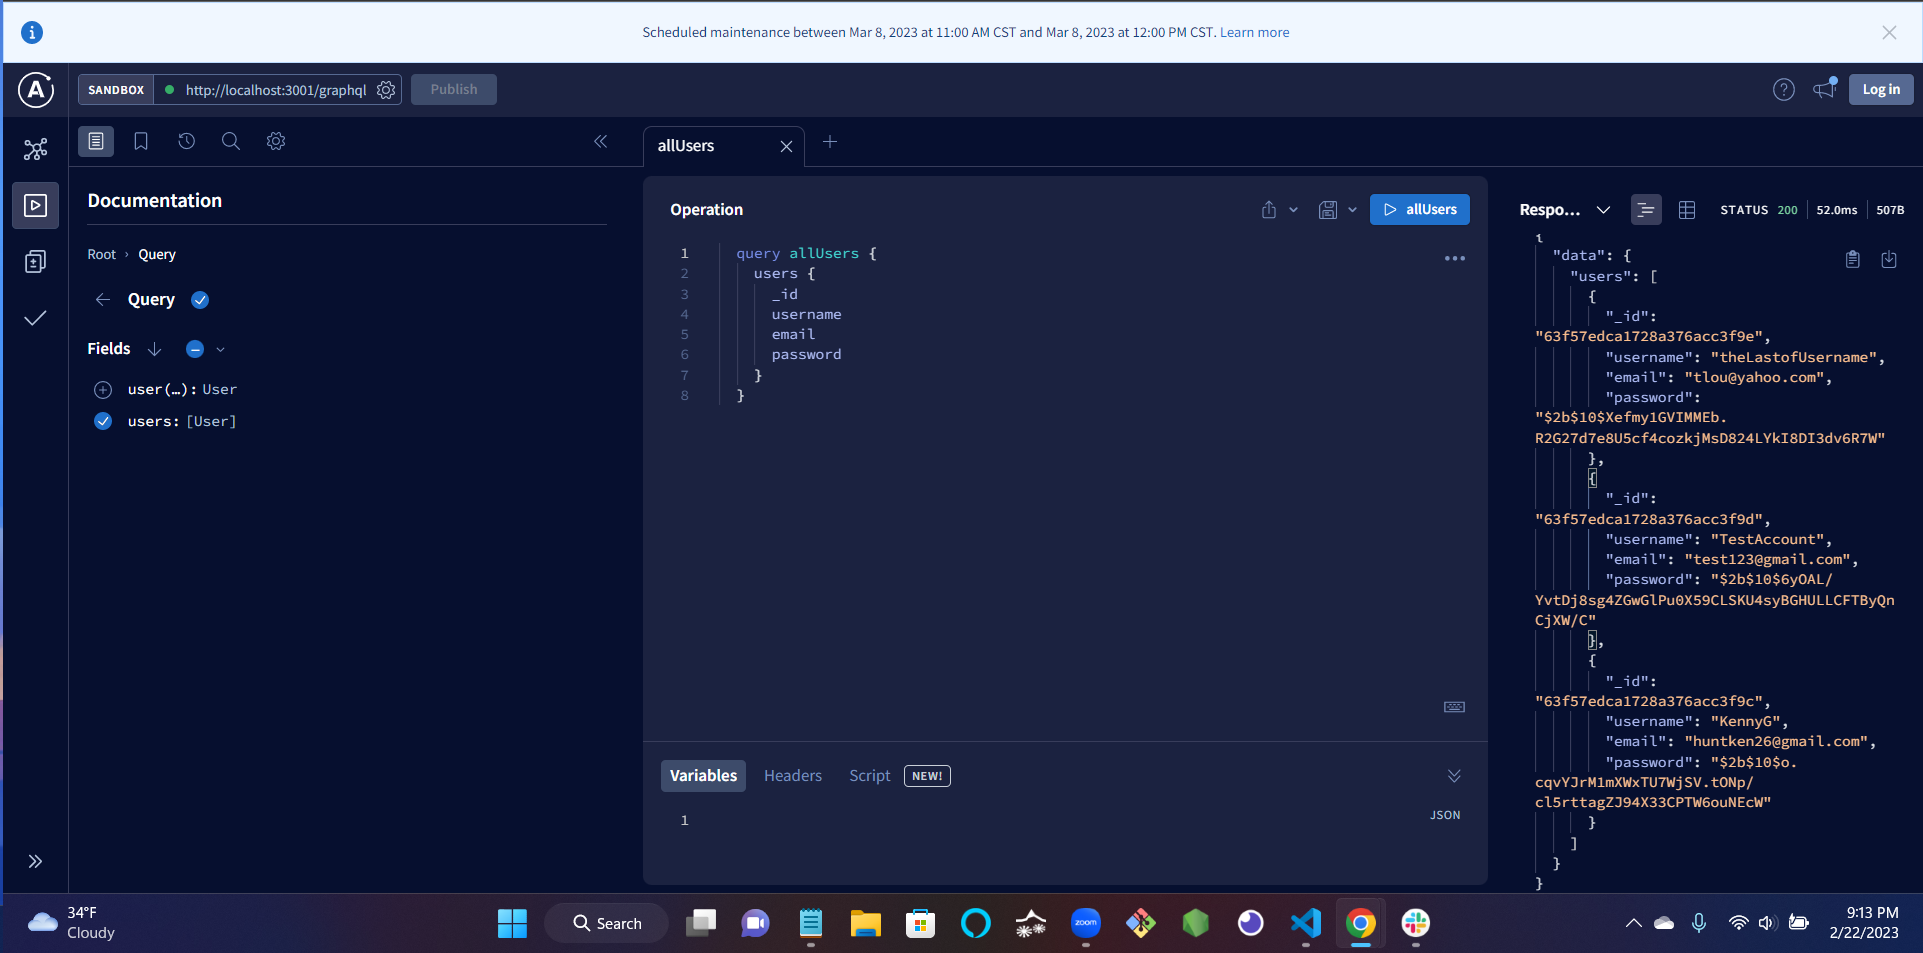 Scheduled maintenance between Mar 8, 2023 at 11:00 AM CST and Mar 8, 2023 at 12:00 PM CST. Learn more
SANDBOX
http://localhost:3001/graphql
Publish
Log in
Documentation
Root › Query
Query
Fields
user(…): User
users: [User]
allUsers
Operation
allUsers
1 query allUsers {
2 users {
3 _id
4 username
5 email
6 password
7 }
8 }
Variables Headers Script NEW!
JSON
1
Respo... STATUS 200 52.0ms 507B
{
"data": {
"users": [
{
"_id":
"63f57edca1728a376acc3f9e",
"username": "theLastofUsername",
"email": "tlou@yahoo.com",
"password":
"$2b$10$Xefmy1GVIMMEb.
R2G27d7e8U5cf4cozkjMsD824LYkI8DI3dv6R7W"
},
{
"_id":
"63f57edca1728a376acc3f9d",
"username": "TestAccount",
"email": "test123@gmail.com",
"password": "$2b$10$6yOAL/
YvtDj8sg4ZGwGlPu0X59CLSKU4syBGHULLCFTByQn
CjXW/C"
},
{
"_id":
"63f57edca1728a376acc3f9c",
"username": "KennyG",
"email": "huntken26@gmail.com",
"password": "$2b$10$o.
cqvYJrM1mXWxTU7WjSV.tONp/
cl5rttagZJ94X33CPTW6ouNEcW"
}
]
}
}
34°F
Cloudy
Search
zoom
9:13 PM
2/22/2023